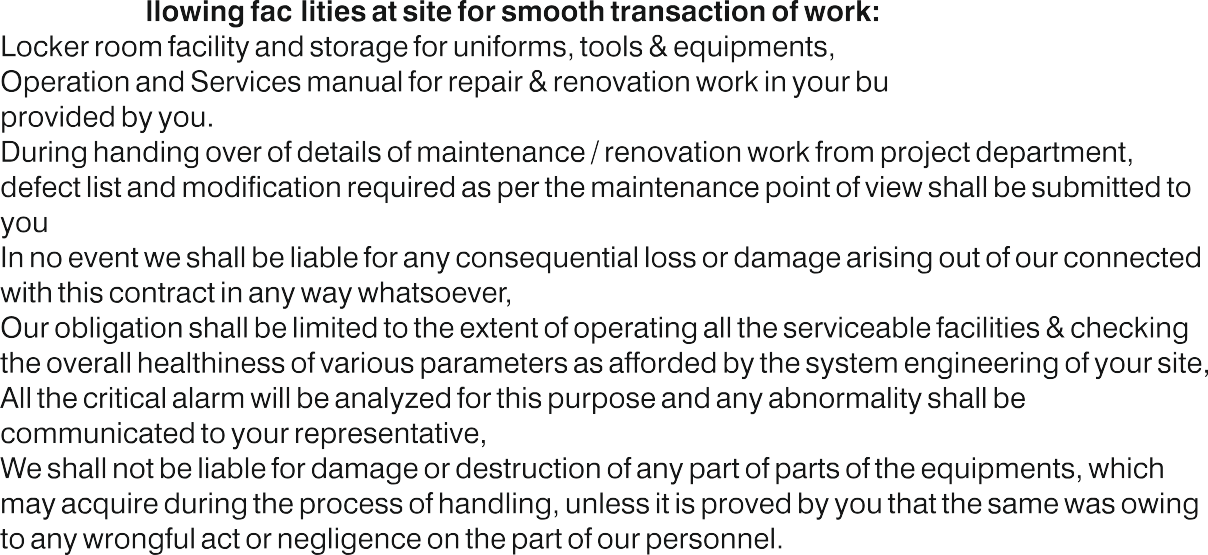 llowing fac lities at site for smooth transaction of work:
Locker room facility and storage for uniforms, tools & equipments,
Operation and Services manual for repair & renovation work in your bu
provided by you.
During handing over of details of maintenance / renovation work from project department,
defect list and modification required as per the maintenance point of view shall be submitted to
you
In no event we shall be liable for any consequential loss or damage arising out of our connected
with this contract in any way whatsoever,
Our obligation shall be limited to the extent of operating all the serviceable facilities & checking
the overall healthiness of various parameters as afforded by the system engineering of your site,
All the critical alarm will be analyzed for this purpose and any abnormality shall be
communicated to your representative,
We shall not be liable for damage or destruction of any part of parts of the equipments, which
may acquire during the process of handling, unless it is proved by you that the same was owing
to any wrongful act or negligence on the part of our personnel.